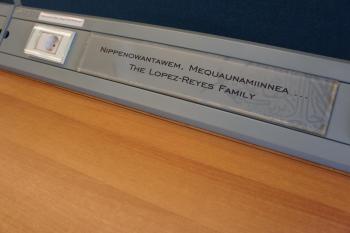 Nippenowantawem, Mequaunamiinnea ...
The Lopez-Reyes Family